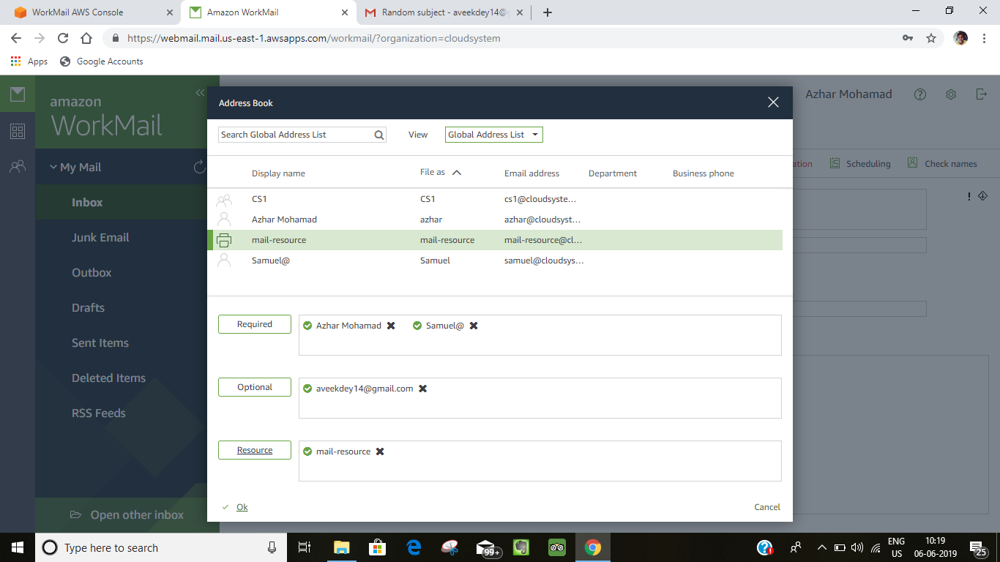 WorkMail AWS Console
Amazon WorkMail
Random subject - aveekdey14@
https://webmail.mail.us-east-1.awsapps.com/workmail/?organization=cloudsystem
Apps
Google Accounts
amazon
WorkMail
Azhar Mohamad
My Mail
Inbox
Junk Email
Outbox
Drafts
Sent Items
Deleted Items
RSS Feeds
Open other inbox
Scheduling
Check names
Address Book
Search Global Address List View Global Address List
Display name File as Email address Department Business phone
CS1 CS1 cs1@cloudsyste...
Azhar Mohamad azhar azhar@cloudsyst...
mail-resource mail-resource mail-resource@cl...
Samuel@ Samuel samuel@cloudsys...
Required Azhar Mohamad Samuel@
Optional aveekdey14@gmail.com
Resource mail-resource
Ok Cancel
Type here to search
99+
ENG
US
10:19
06-06-2019
25